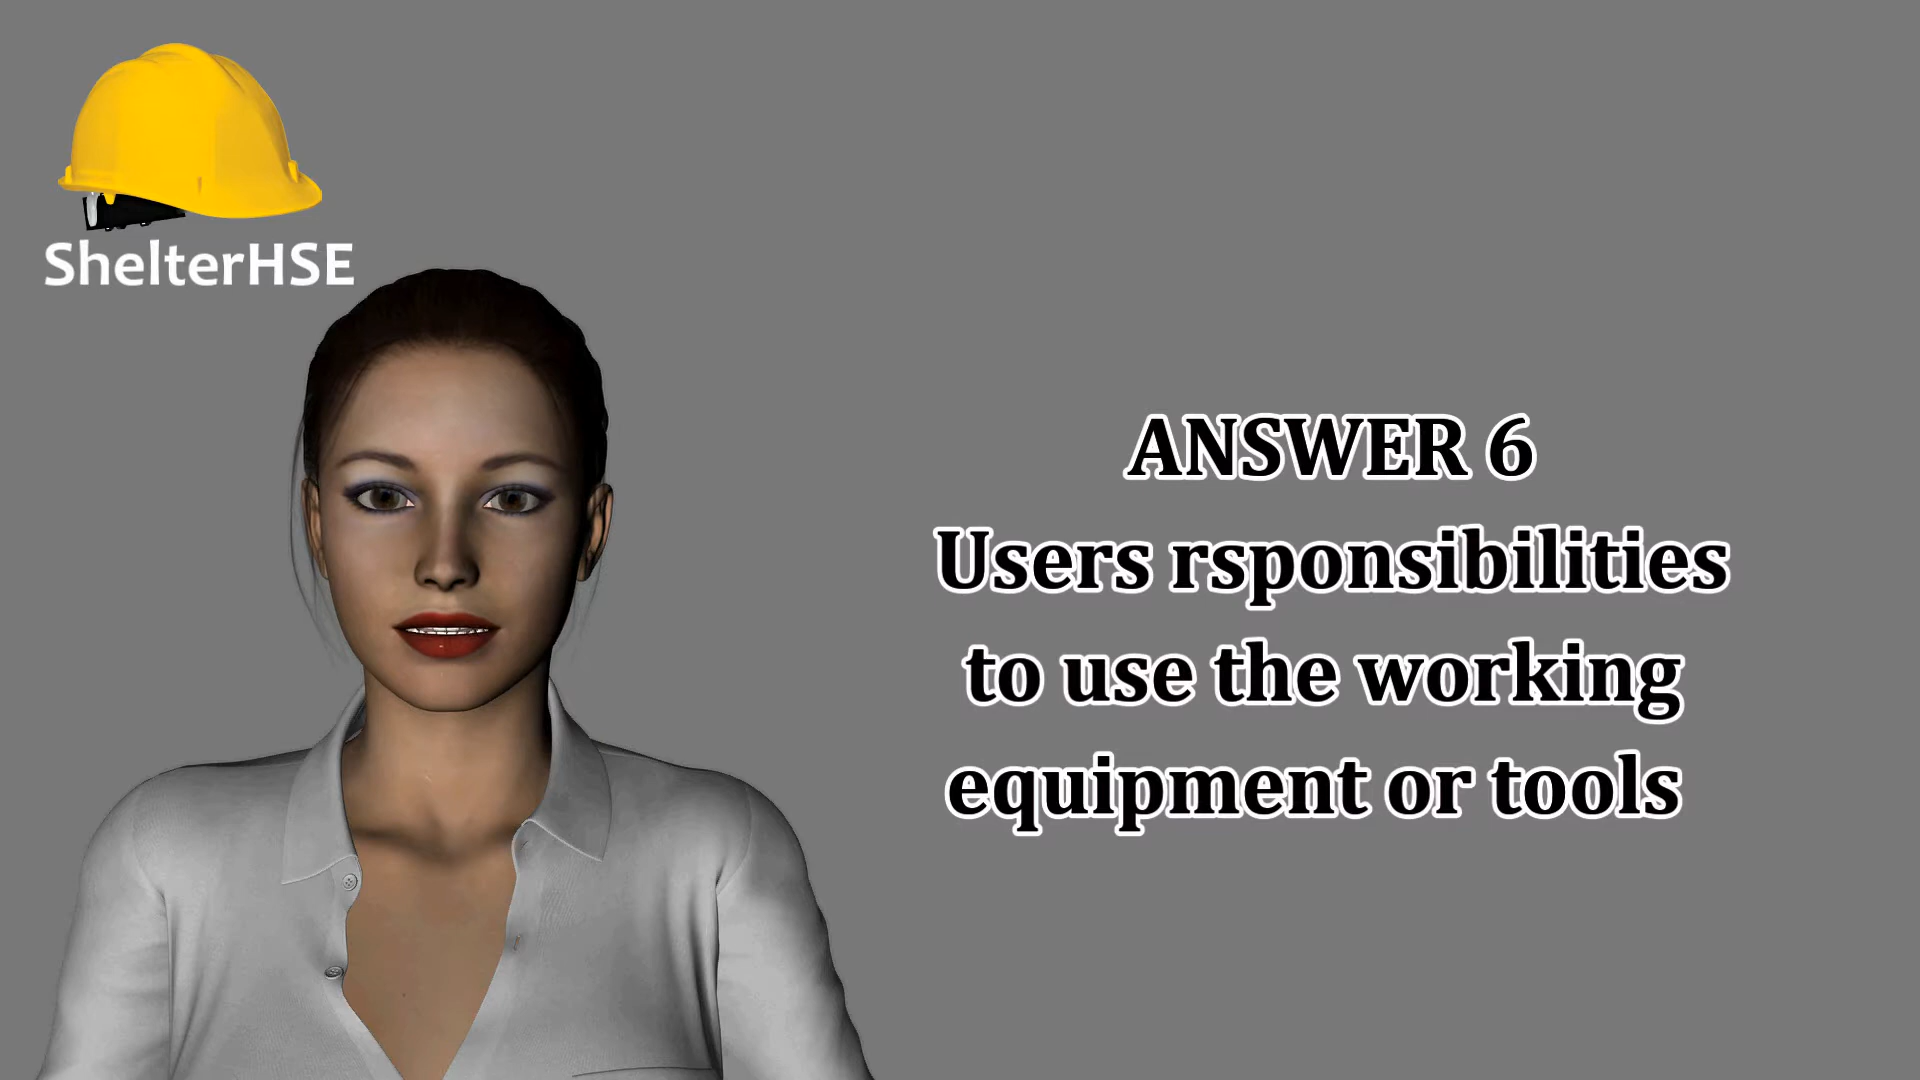 ShelterHSE
ANSWER 6
Users rsponsibilities
to use the working
equipment or tools